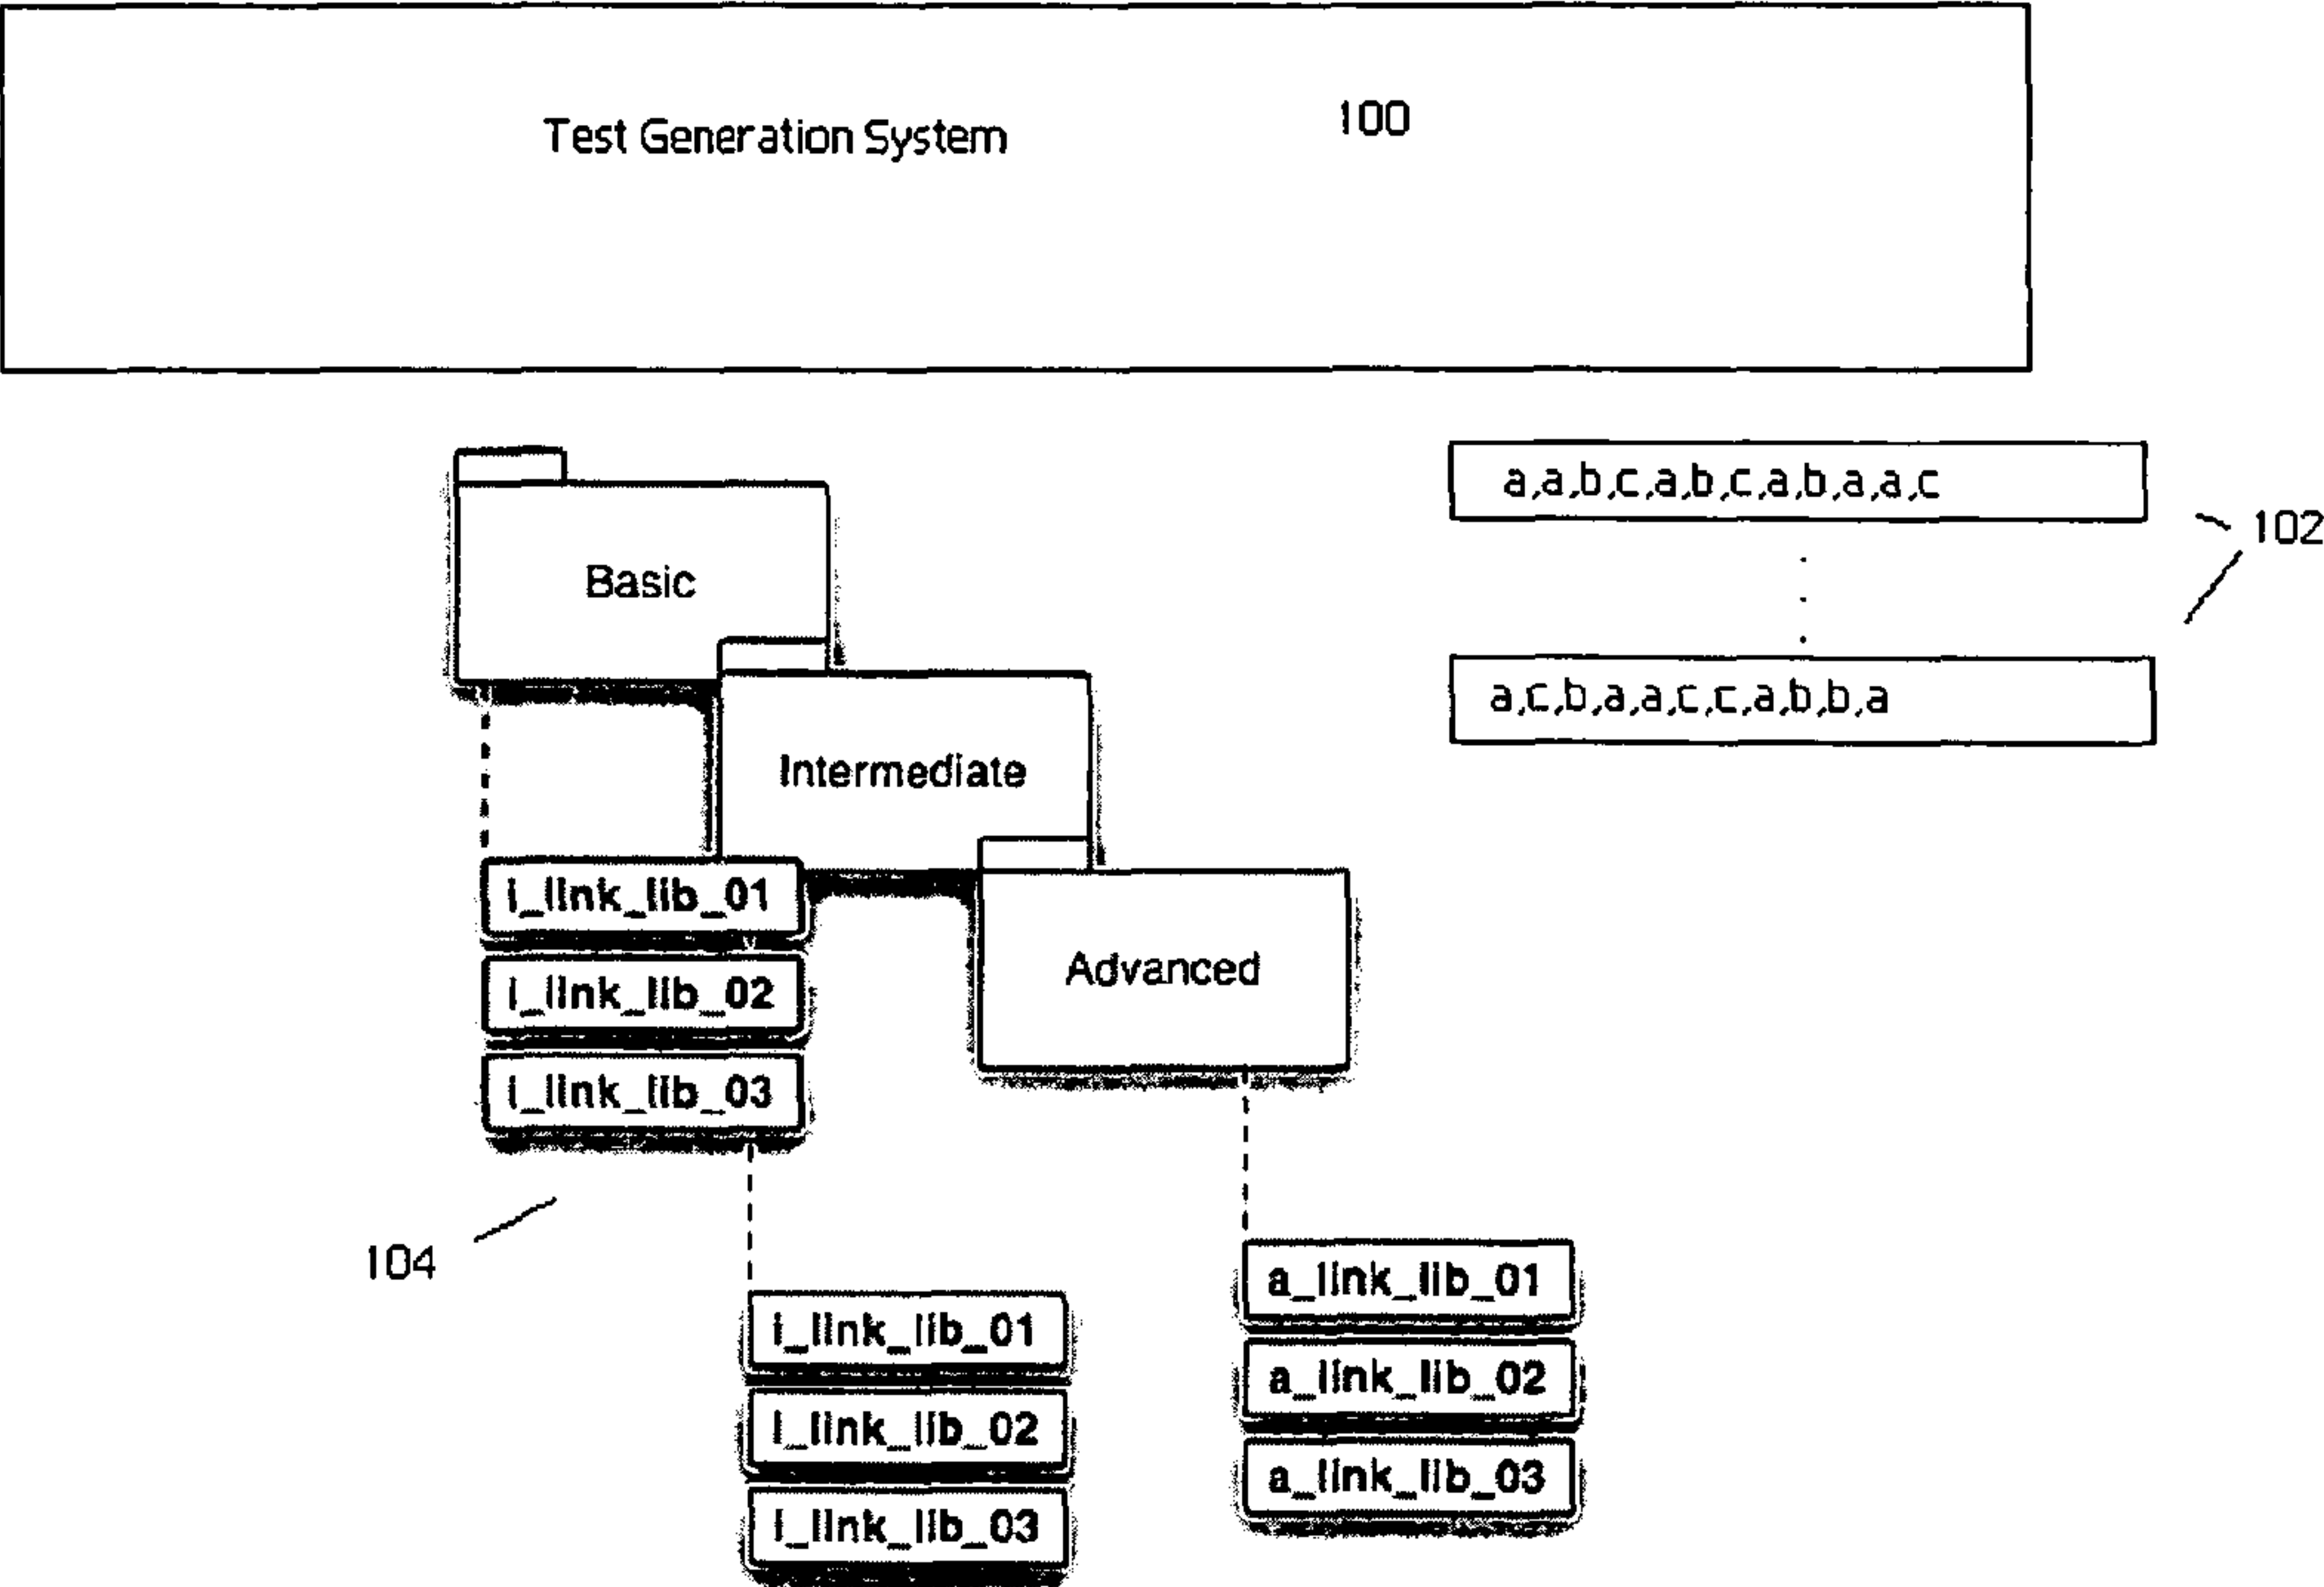 Test Generation System
100
a,a,b,c,a,b,c,a,b,a,a,c
102
Basic
a,c,b,a,a,c,c,a,b,b,a
Intermediate
i_link_lib_01
i_link_lib_02
i_link_lib_03
Advanced
104
i_link_lib_01
i_link_lib_02
i_link_lib_03
a_link_lib_01
a_link_lib_02
a_link_lib_03